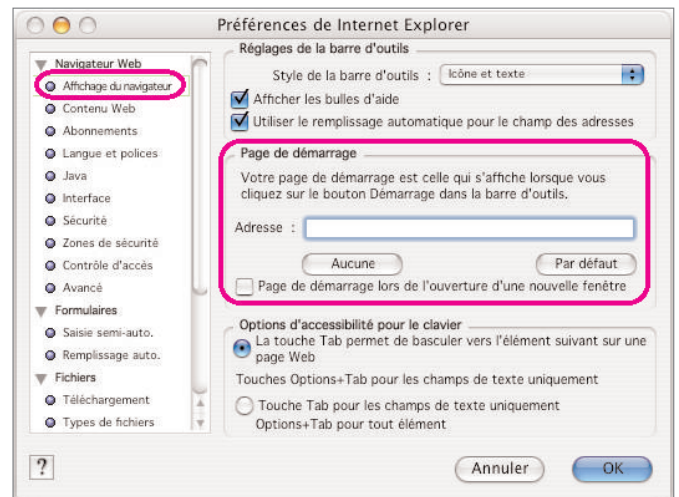 Préférences de Internet Explorer
Navigateur Web
Affichage du navigateur
Contenu Web
Abonnements
Langue et polices
Java
Interface
Sécurité
Zones de sécurité
Contrôle d'accès
Avancé
Formulaires
Saisie semi-auto.
Remplissage auto.
Fichiers
Téléchargement
Types de fichiers
Réglages de la barre d'outils
Style de la barre d'outils : Icône et texte
Afficher les bulles d'aide
Utiliser le remplissage automatique pour le champ des adresses
Page de démarrage
Votre page de démarrage est celle qui s'affiche lorsque vous
cliquez sur le bouton Démarrage dans la barre d'outils.
Adresse :
Aucune Par défaut
Page de démarrage lors de l'ouverture d'une nouvelle fenêtre
Options d'accessibilité pour le clavier
La touche Tab permet de basculer vers l'élément suivant sur une
page Web
Touches Options+Tab pour les champs de texte uniquement
Touche Tab pour les champs de texte uniquement
Options+Tab pour tout élément
? Annuler OK